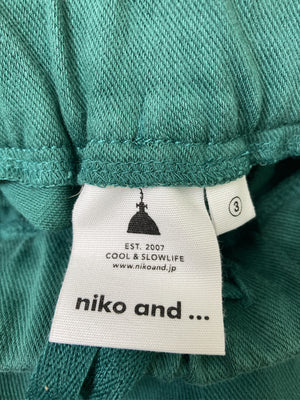 ③
EST. 2007
COOL & SLOWLIFE
www.nikoand.jp
niko and ...